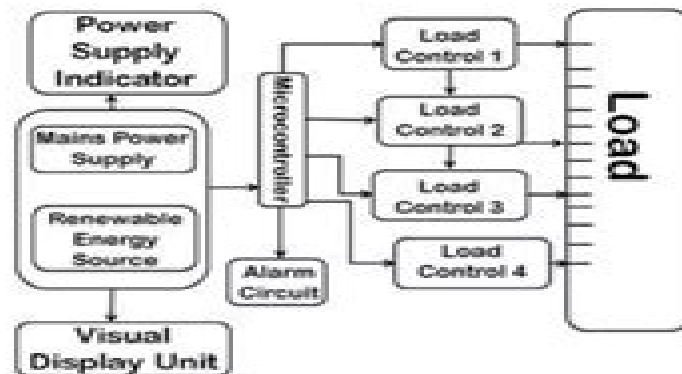 Power
Supply
Indicator
Mains Power
Supply
Renewable
Energy
Source
Visual
Display Unit
Microcontroller
Alarm
Circuit
Load
Control 1
Load
Control 2
Load
Control 3
Load
Control 4
Load